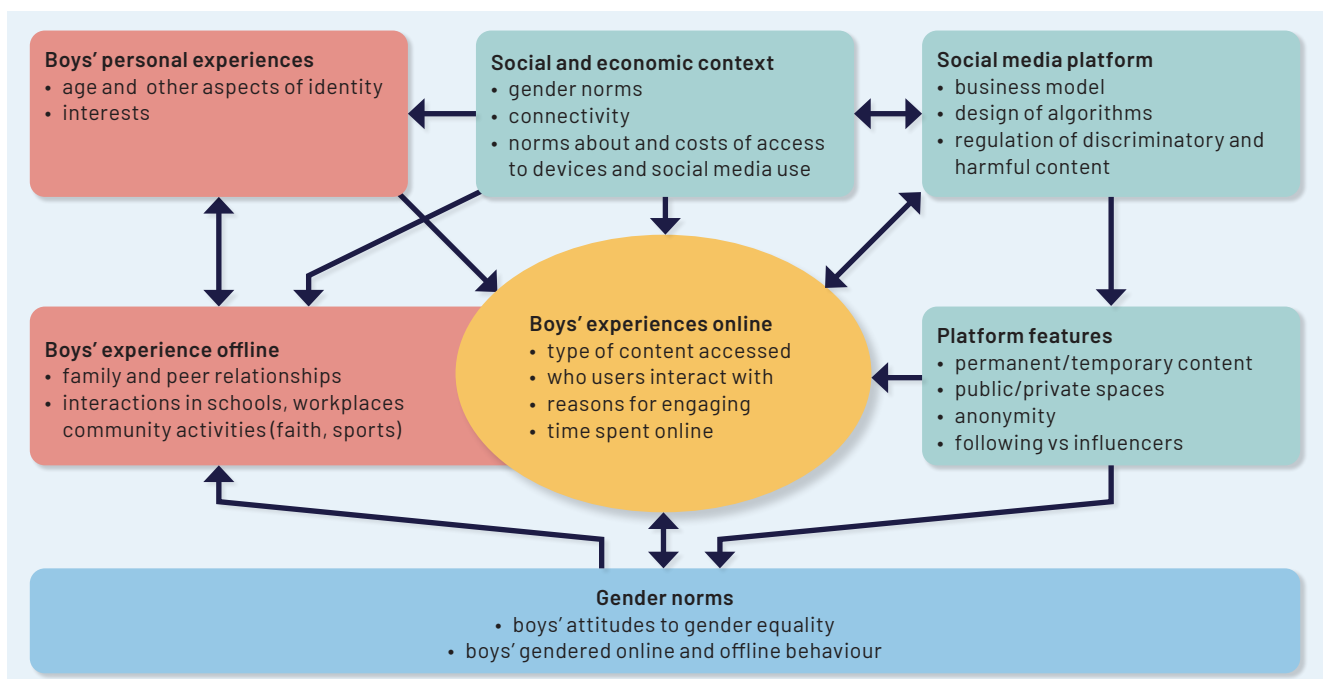 Boys’ personal experiences
• age and other aspects of identity
• interests
Social and economic context
• gender norms
• connectivity
• norms about and costs of access
to devices and social media use
Social media platform
• business model
• design of algorithms
• regulation of discriminatory and
harmful content
Boys’ experience offline
• family and peer relationships
• interactions in schools, workplaces
community activities (faith, sports)
Boys’ experiences online
• type of content accessed
• who users interact with
• reasons for engaging
• time spent online
Platform features
• permanent/temporary content
• public/private spaces
• anonymity
• following vs influencers
Gender norms
• boys’ attitudes to gender equality
• boys’ gendered online and offline behaviour